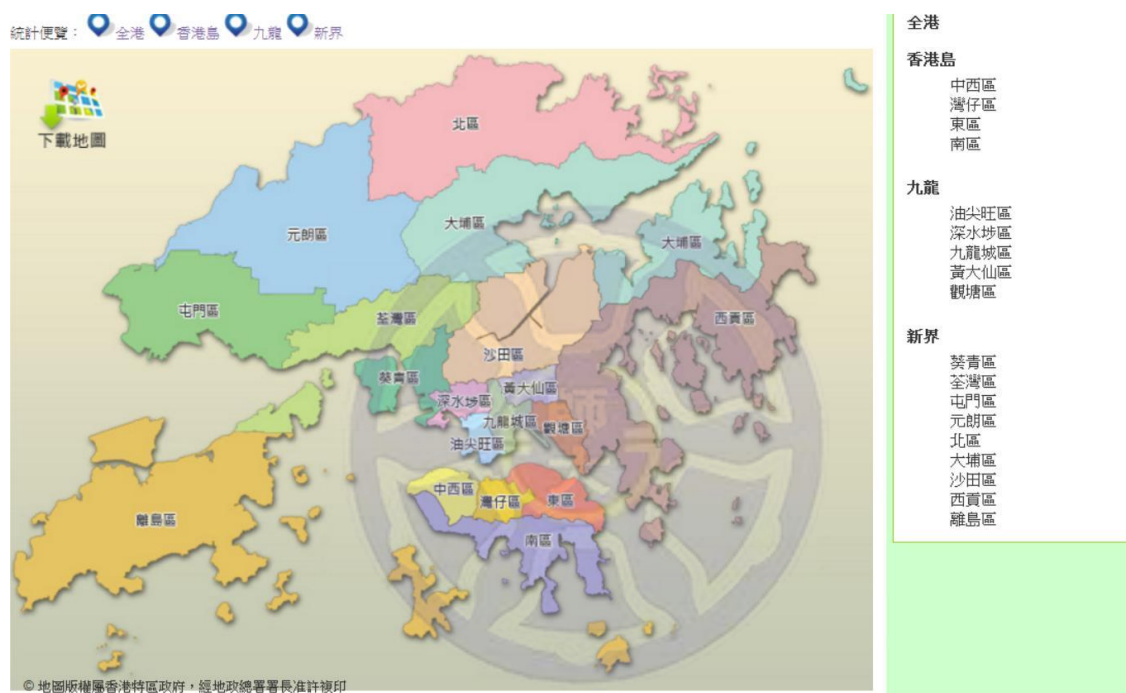 統計便覽： 全港 香港島 九龍 新界
下載地圖
北區
大埔區
元朗區
大埔區
屯門區
荃灣區
西貢區
沙田區
葵青區
黃大仙區
深水埗區
九龍城區
觀塘區
油尖旺區
中西區
灣仔區
東區
離島區
南區
© 地圖版權屬香港特區政府，經地政總署署長准許複印
全港
香港島
中西區
灣仔區
東區
南區
九龍
油尖旺區
深水埗區
九龍城區
黃大仙區
觀塘區
新界
葵青區
荃灣區
屯門區
元朗區
北區
大埔區
沙田區
西貢區
離島區